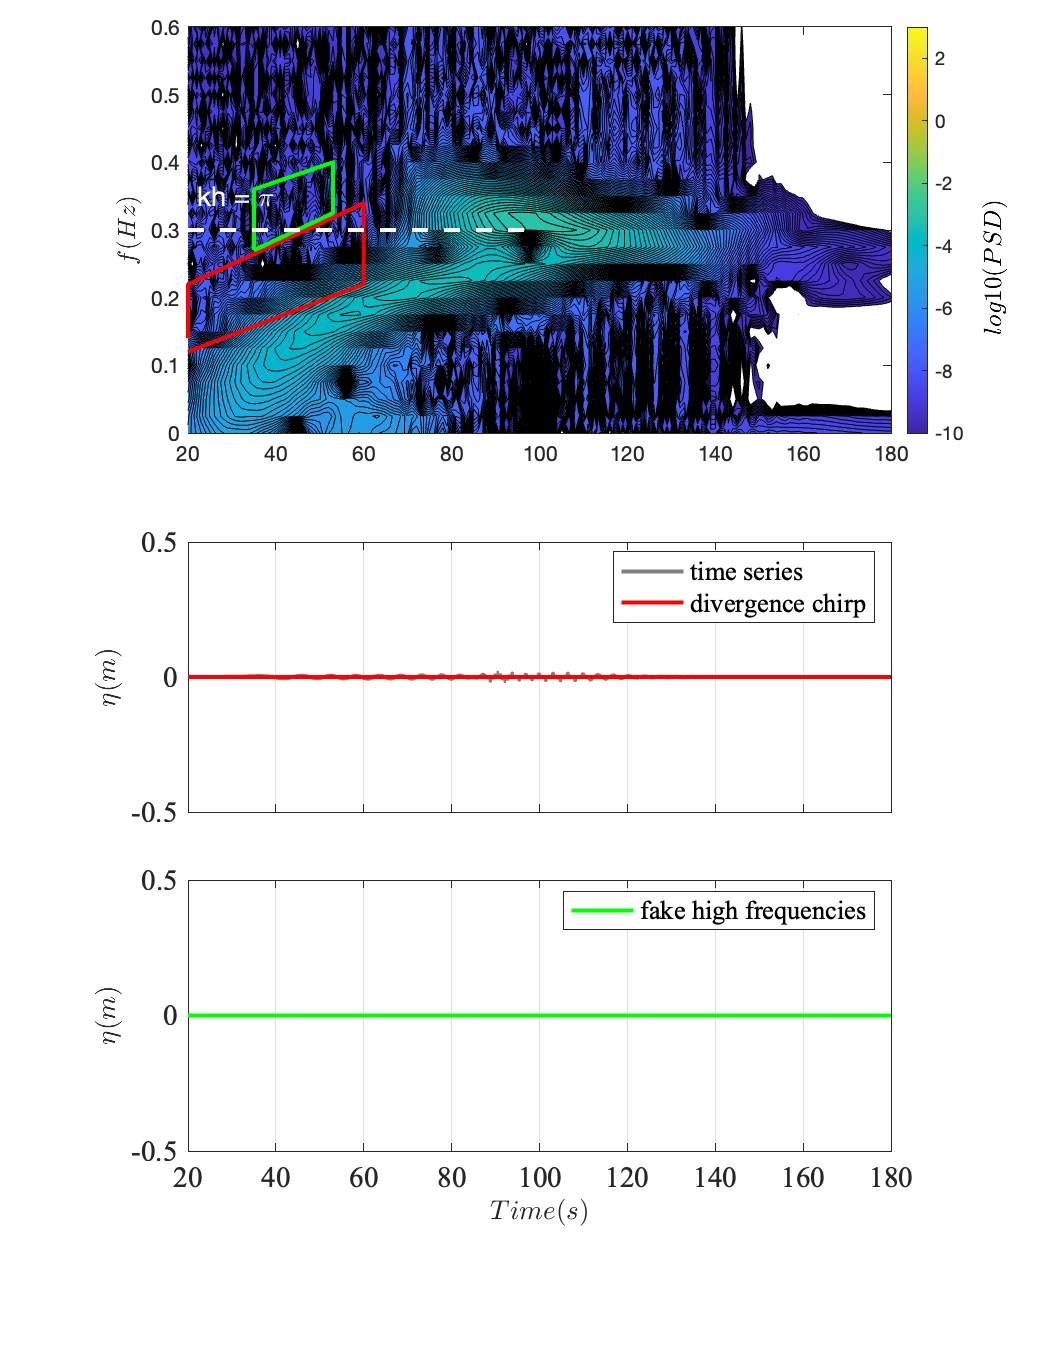 0.6
0.5
0.4
0.3
0.2
0.1
0
f(Hz)
kh = π
20 40 60 80 100 120 140 160 180
2
0
-2
-4
-6
-8
-10
log10(PSD)
0.5
0
-0.5
η(m)
time series
divergence chirp
0.5
0
-0.5
η(m)
fake high frequencies
20 40 60 80 100 120 140 160 180
Time(s)